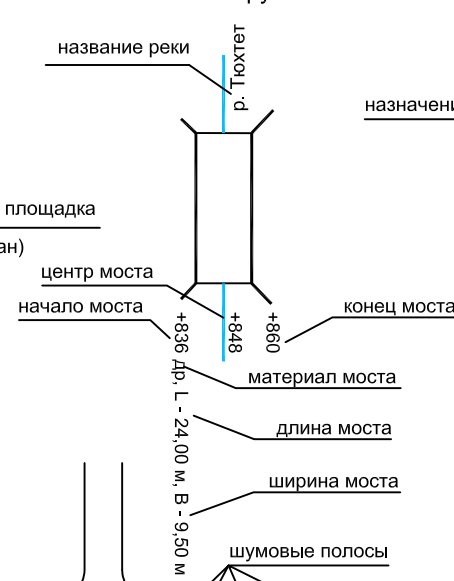 название реки
р. Тюхтет
назначени
площадка
ан)
центр моста
начало моста
конец моста
+836 др, L - 24,00 м, В - 9,50 м
+848
+860
материал моста
длина моста
ширина моста
шумовые полосы